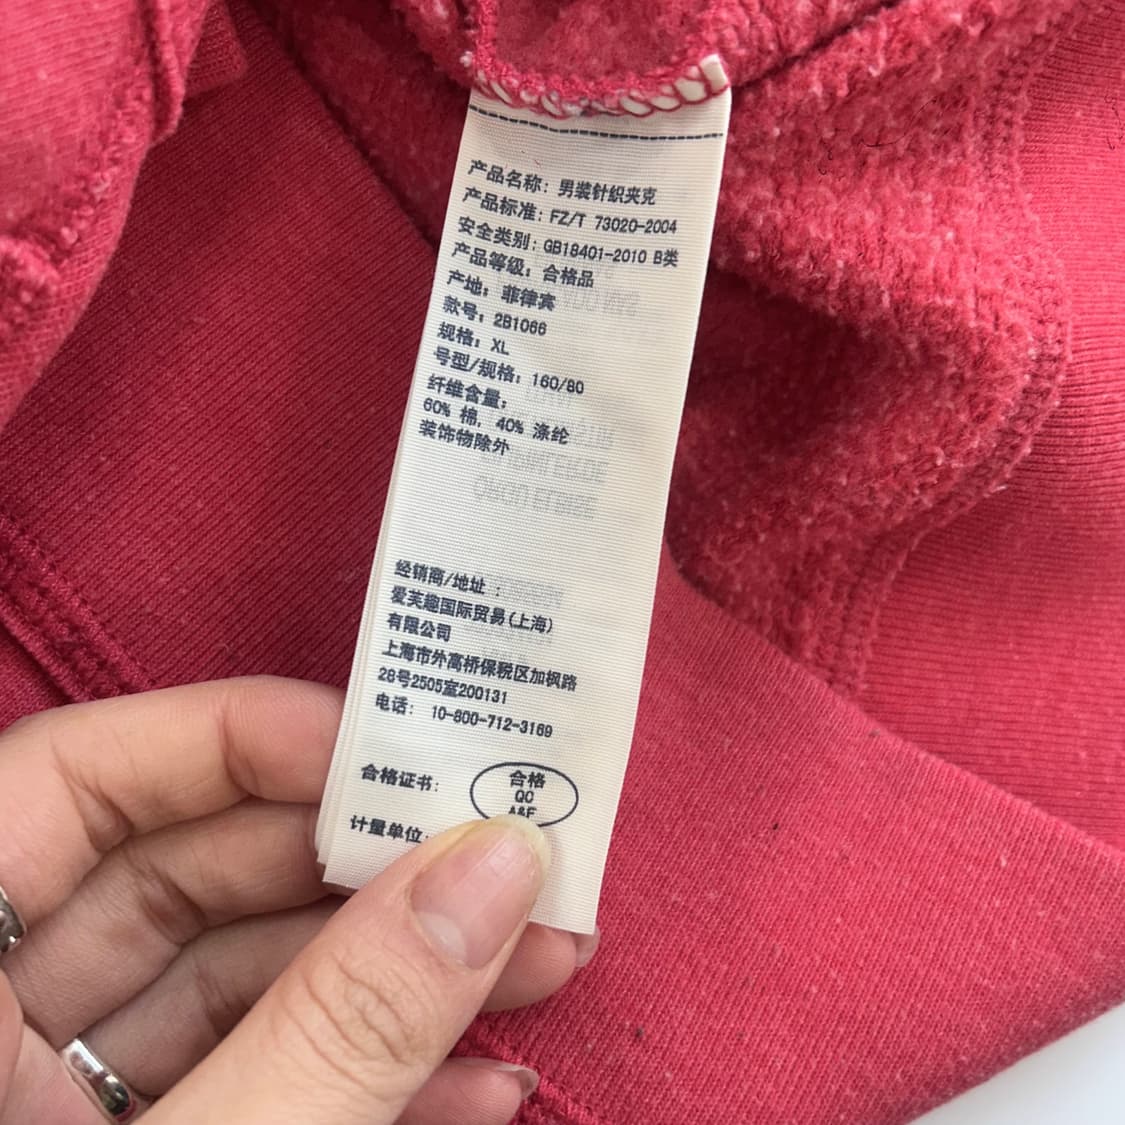 产品名称: 男装针织夹克
产品标准: FZ/T 73020-2004
安全类别: GB18401-2010 B类
产品等级: 合格品
产地: 菲律宾
款号: 2B1066
规格: XL
号型/规格: 160/80
纤维含量:
60% 棉, 40% 涤纶
装饰物除外
经销商/地址 :
爱芙趣国际贸易(上海)
有限公司
上海市外高桥保税区加枫路
28号2505室200131
电话: 10-800-712-3169
合格证书:
合格
QC
A&F
计量单位: